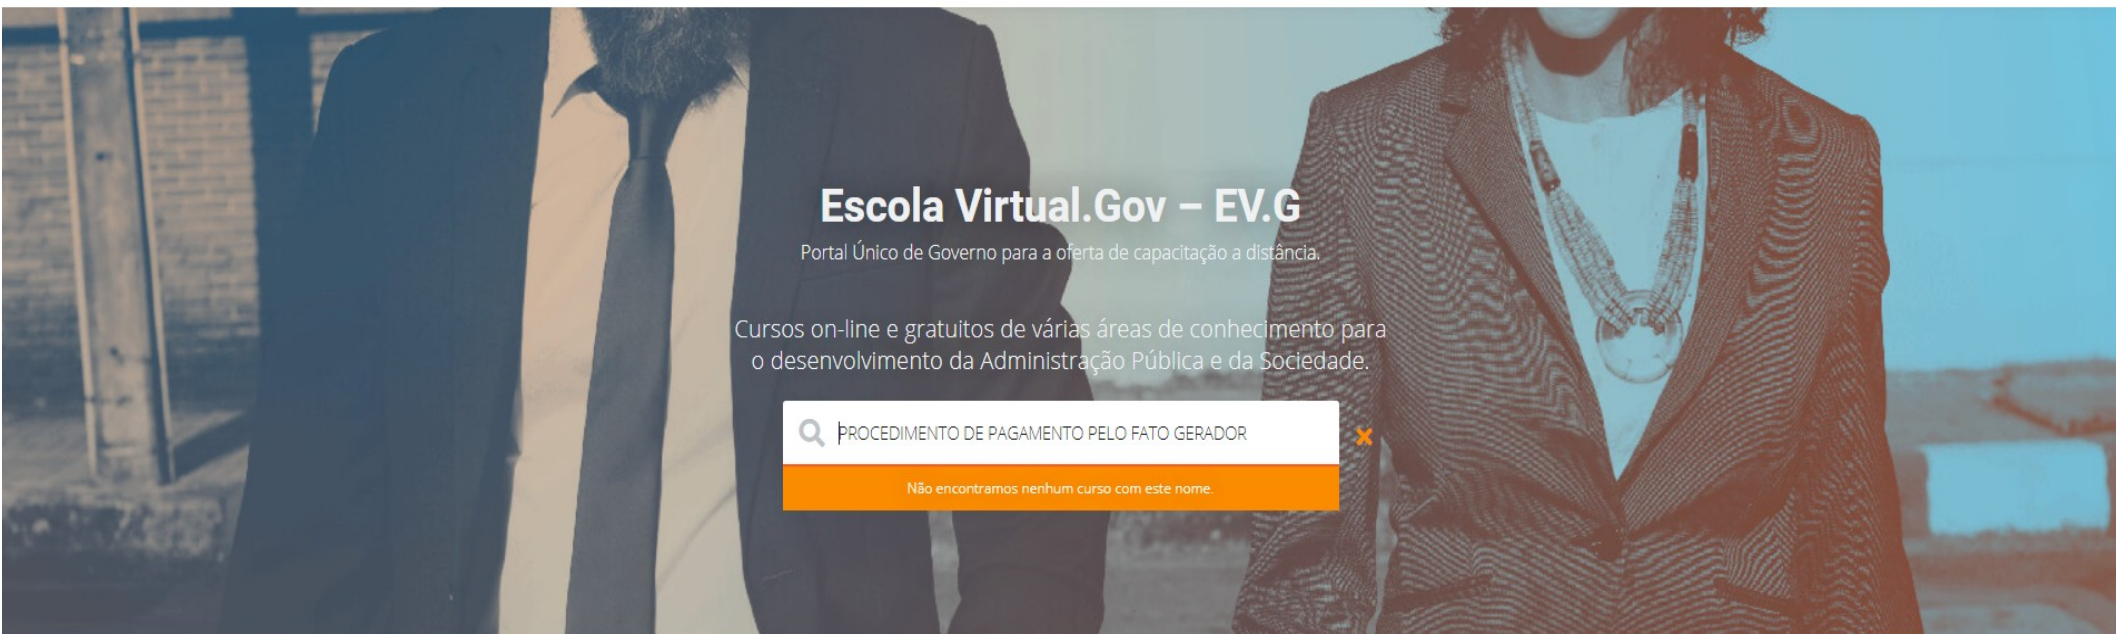 Escola Virtual.Gov – EV.G
Portal Único de Governo para a oferta de capacitação a distância.
Cursos on-line e gratuitos de várias áreas de conhecimento para
o desenvolvimento da Administração Pública e da Sociedade.
PROCEDIMENTO DE PAGAMENTO PELO FATO GERADOR
Não encontramos nenhum curso com este nome.